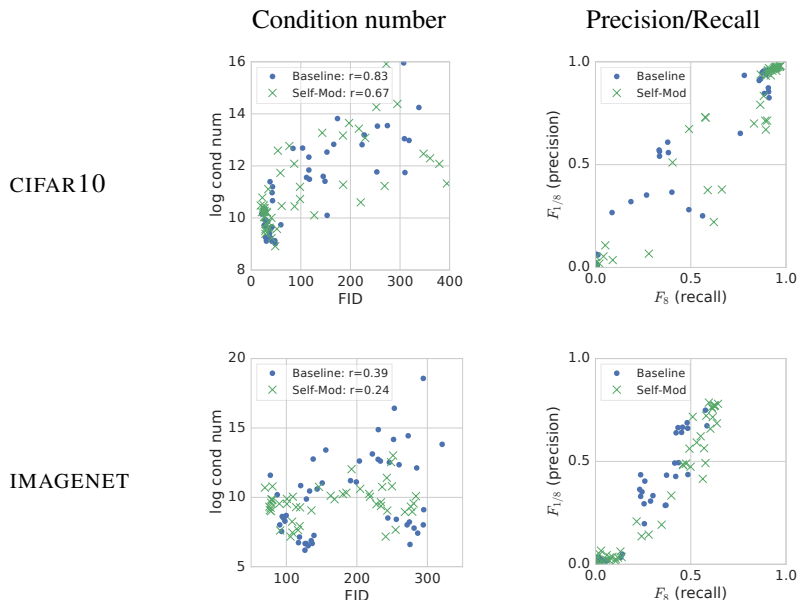 Condition number
Precision/Recall
CIFAR10
16
14
12
10
8
log cond num
Baseline: r=0.83
Self-Mod: r=0.67
0
100
200
300
400
FID
1.0
0.5
0.0
F1/8 (precision)
Baseline
Self-Mod
0.0
0.5
1.0
F8 (recall)
IMAGENET
20
15
10
5
log cond num
Baseline: r=0.39
Self-Mod: r=0.24
100
200
300
FID
1.0
0.5
0.0
F1/8 (precision)
Baseline
Self-Mod
0.0
0.5
1.0
F8 (recall)